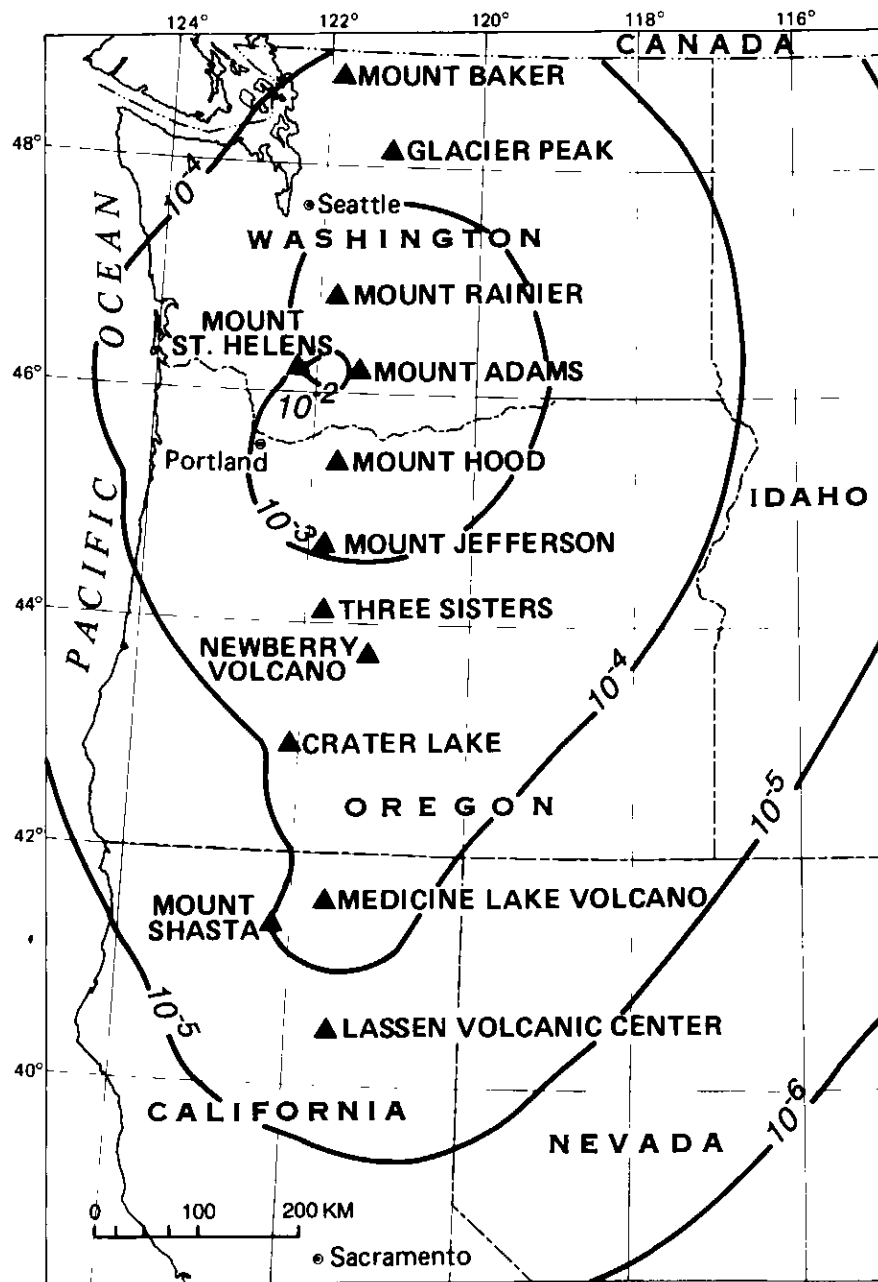 124°
122°
120°
118°
116°
CANADA
MOUNT BAKER
48°
GLACIER PEAK
10-4
Seattle
WASHINGTON
PACIFIC OCEAN
MOUNT RAINIER
MOUNT
ST. HELENS
46°
MOUNT ADAMS
10-2
Portland
MOUNT HOOD
IDAHO
10-3
MOUNT JEFFERSON
44°
THREE SISTERS
NEWBERRY
VOLCANO
10-4
CRATER LAKE
10-5
OREGON
42°
MOUNT
SHASTA
MEDICINE LAKE VOLCANO
10-5
LASSEN VOLCANIC CENTER
40°
CALIFORNIA
10-6
NEVADA
0 100 200 KM
Sacramento